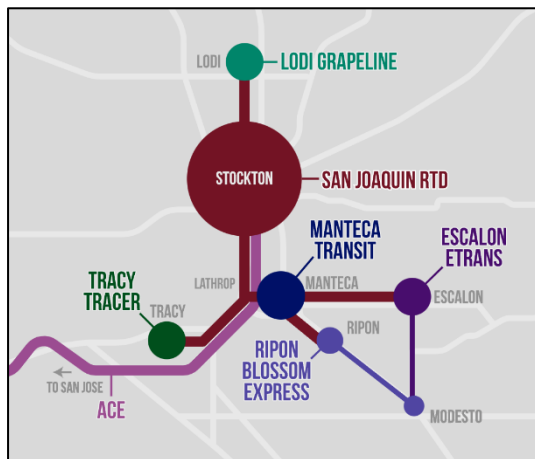 LODI
LODI GRAPELINE
STOCKTON
SAN JOAQUIN RTD
MANTECA
TRANSIT
ESCALON
ETRANS
LATHROP
MANTECA
ESCALON
TRACY
TRACER
TRACY
RIPON
RIPON
BLOSSOM
EXPRESS
TO SAN JOSE
ACE
MODESTO